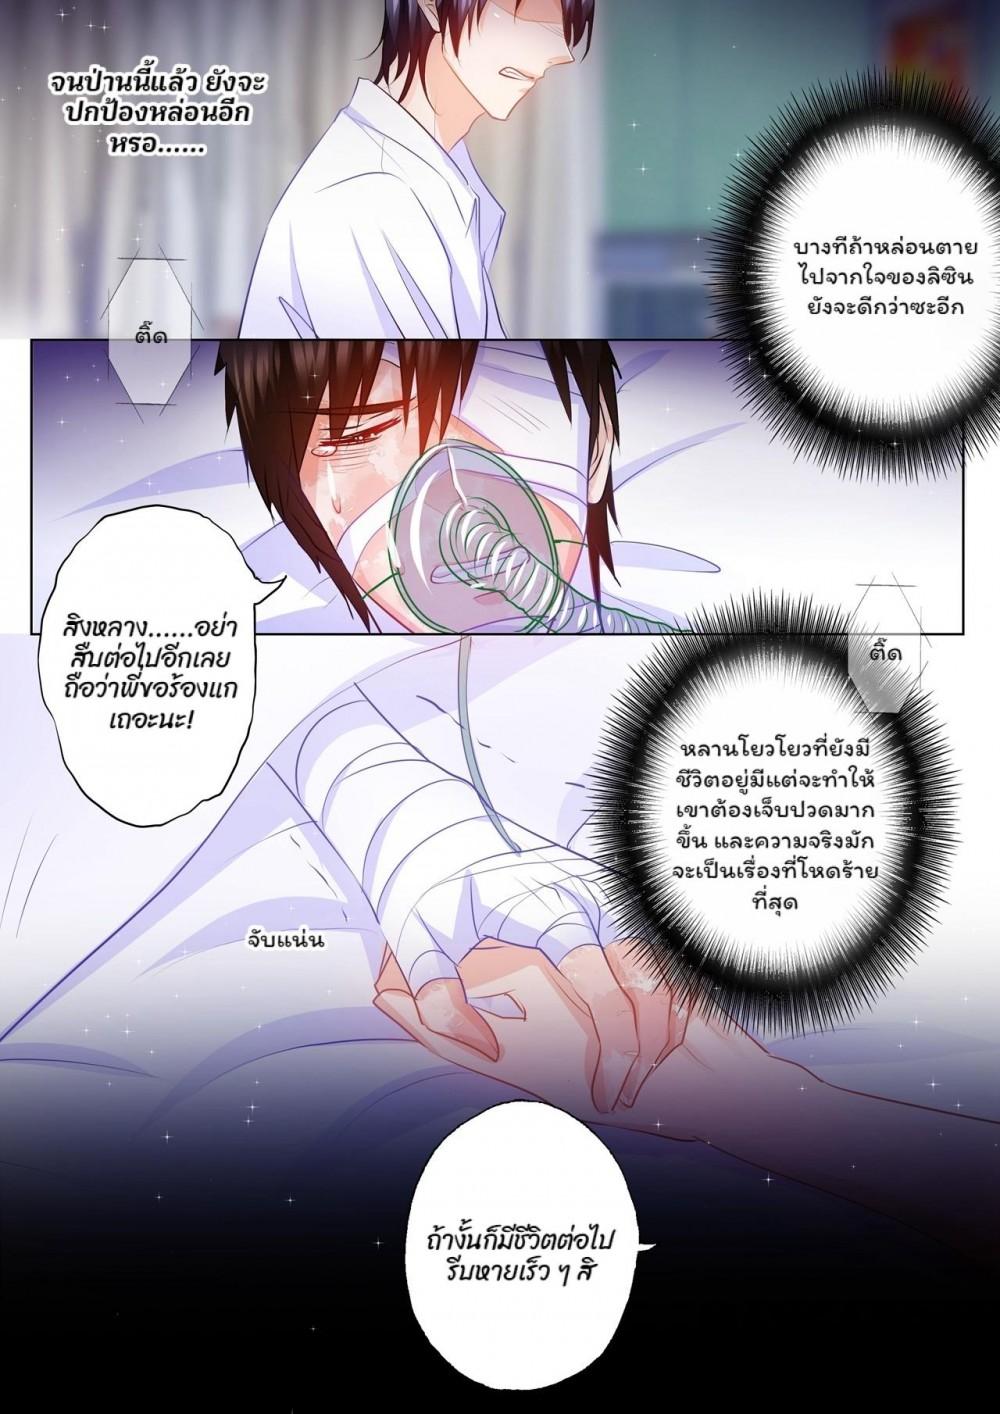 จนป่านนี้แล้ว ยังจะ
ปกป้องหล่อนอีก
หรอ......
บางทีถ้าหล่อนตาย
ไปจากใจของลิซิน
ยังจะดีกว่าซะอีก
ติ๊ด
สิงหลาง......อย่า
สืบต่อไปอีกเลย
ถือว่าพี่ขอร้องแก
เถอะนะ!
ติ๊ด
หลานโยวโยวที่ยังมี
ชีวิตอยู่มีแต่จะทำให้
เขาต้องเจ็บปวดมาก
ขึ้น และความจริงมัก
จะเป็นเรื่องที่โหดร้าย
ที่สุด
จับแน่น
ถ้างั้นก็มีชีวิตต่อไป
รีบหายเร็ว ๆ สิ